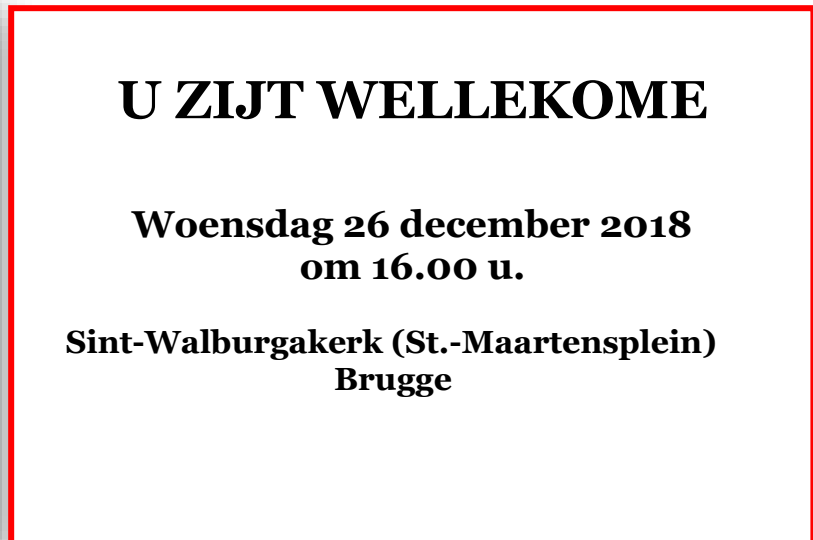 U ZIJT WELLEKOME
Woensdag 26 december 2018
om 16.00 u.
Sint-Walburgakerk (St.-Maartensplein)
Brugge